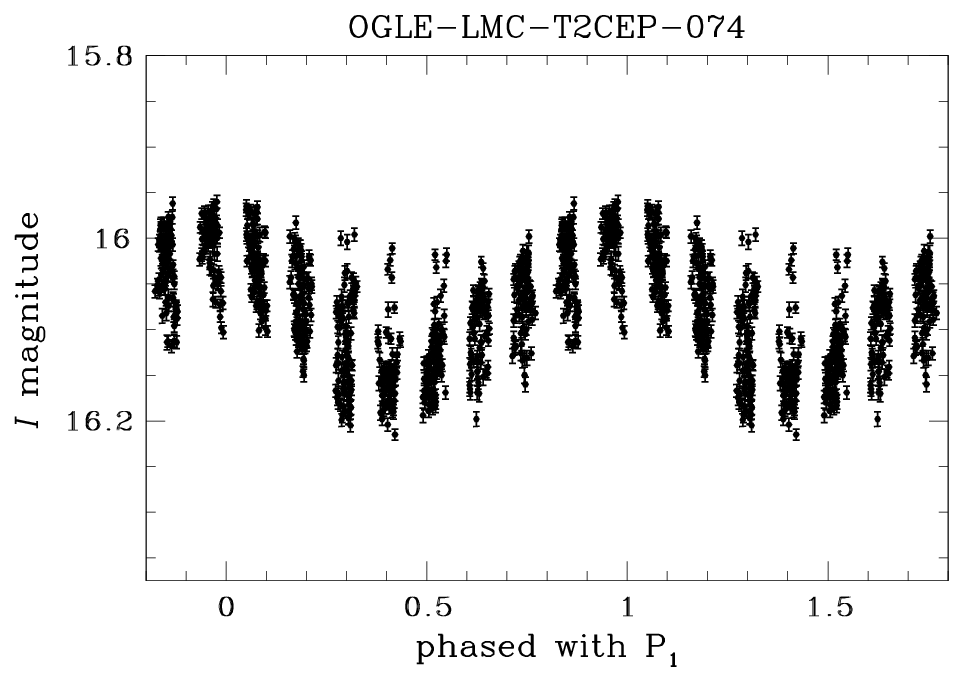 OGLE-LMC-T2CEP-074
15.8
16
16.2
I magnitude
0 0.5 1 1.5
phased with P₁